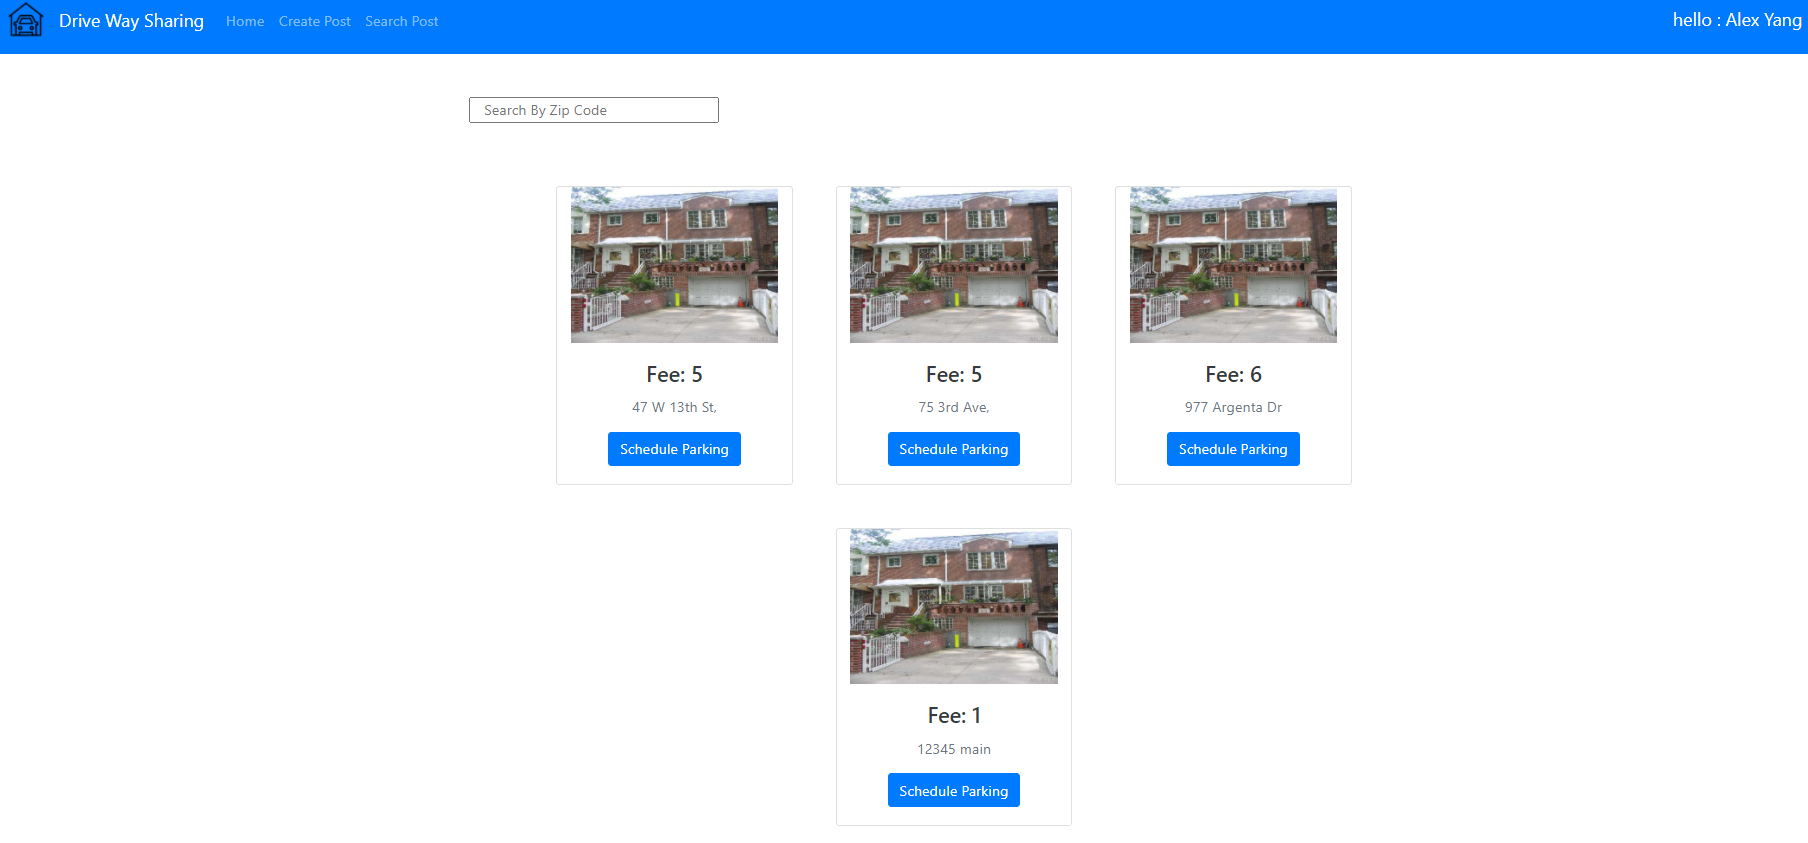 Drive Way Sharing Home Create Post Search Post hello : Alex Yang
Search By Zip Code
Fee: 5
47 W 13th St,
Schedule Parking
Fee: 5
75 3rd Ave,
Schedule Parking
Fee: 6
977 Argenta Dr
Schedule Parking
Fee: 1
12345 main
Schedule Parking